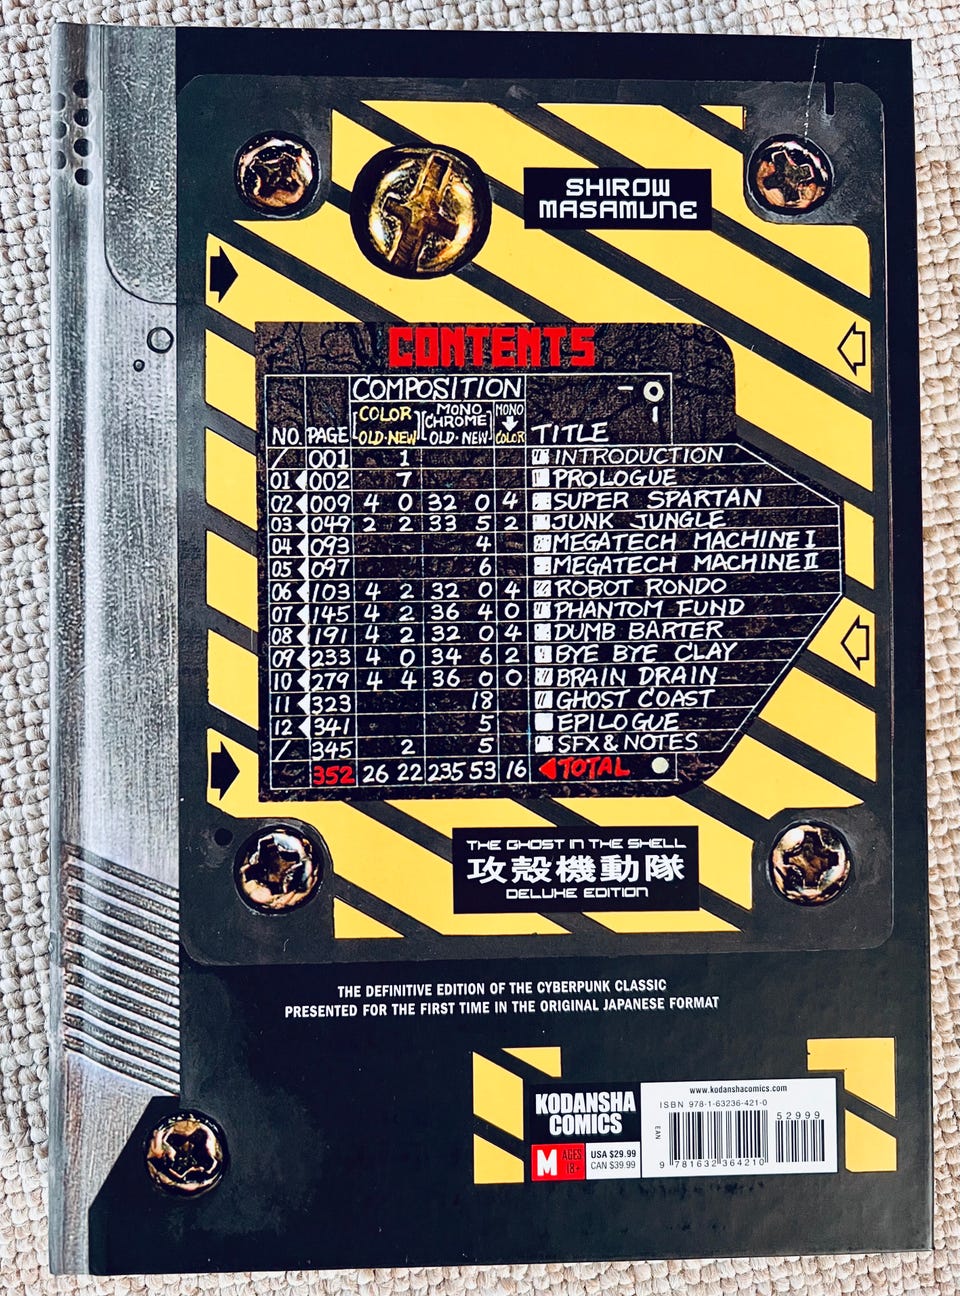 SHIROW
MASAMUNE
CONTENTS
COMPOSITION
COLOR MONO CHROME MONO
NO. PAGE OLD·NEW OLD·NEW COLOR TITLE
/ 001 1 INTRODUCTION
01 002 7 PROLOGUE
02 009 4 0 32 0 4 SUPER SPARTAN
03 049 2 2 33 5 2 JUNK JUNGLE
04 093 4 MEGATECH MACHINE I
05 097 6 MEGATECH MACHINE II
06 103 4 2 32 0 4 ROBOT RONDO
07 145 4 2 36 4 0 PHANTOM FUND
08 191 4 2 32 0 4 DUMB BARTER
09 233 4 0 34 6 2 BYE BYE CLAY
10 279 4 4 36 0 0 BRAIN DRAIN
11 323 18 GHOST COAST
12 341 5 EPILOGUE
/ 345 2 5 SFX & NOTES
352 26 22 235 53 16 TOTAL
THE GHOST IN THE SHELL
攻殻機動隊
DELUXE EDITION
THE DEFINITIVE EDITION OF THE CYBERPUNK CLASSIC
PRESENTED FOR THE FIRST TIME IN THE ORIGINAL JAPANESE FORMAT
KODANSHA
COMICS
M AGES 18+
USA $29.99
CAN $39.99
www.kodanshacomics.com
ISBN 978-1-63236-421-0
52999
EAN
9 781632 364210